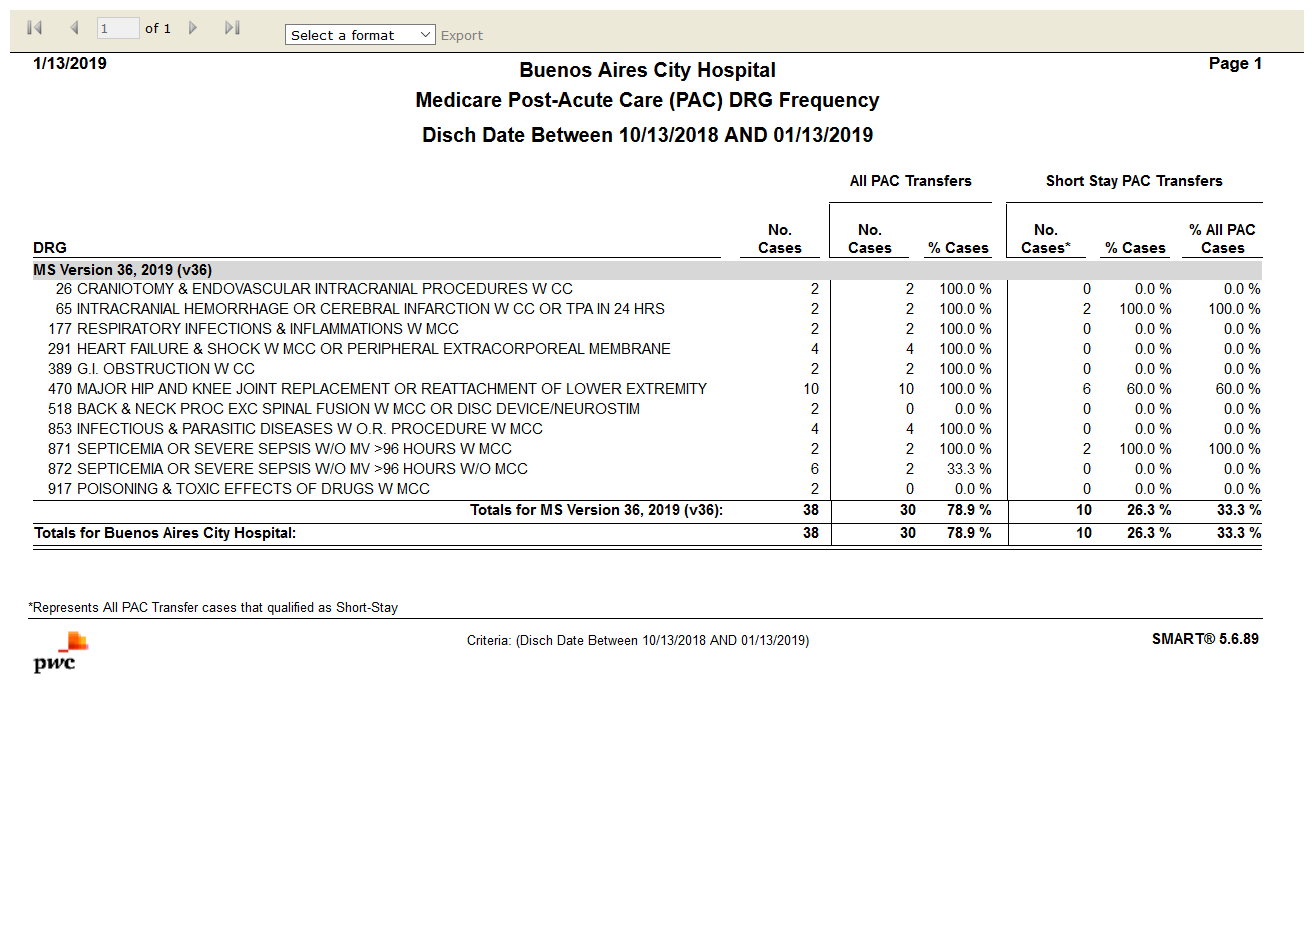 1 of 1 Select a format Export
1/13/2019 Buenos Aires City Hospital Page 1
Medicare Post-Acute Care (PAC) DRG Frequency
Disch Date Between 10/13/2018 AND 01/13/2019
All PAC Transfers Short Stay PAC Transfers
No. No. No. % All PAC
DRG Cases Cases % Cases Cases* % Cases Cases
MS Version 36, 2019 (v36)
26 CRANIOTOMY & ENDOVASCULAR INTRACRANIAL PROCEDURES W CC 2 2 100.0 % 0 0.0 % 0.0 %
65 INTRACRANIAL HEMORRHAGE OR CEREBRAL INFARCTION W CC OR TPA IN 24 HRS 2 2 100.0 % 2 100.0 % 100.0 %
177 RESPIRATORY INFECTIONS & INFLAMMATIONS W MCC 2 2 100.0 % 0 0.0 % 0.0 %
291 HEART FAILURE & SHOCK W MCC OR PERIPHERAL EXTRACORPOREAL MEMBRANE 4 4 100.0 % 0 0.0 % 0.0 %
389 G.I. OBSTRUCTION W CC 2 2 100.0 % 0 0.0 % 0.0 %
470 MAJOR HIP AND KNEE JOINT REPLACEMENT OR REATTACHMENT OF LOWER EXTREMITY 10 10 100.0 % 6 60.0 % 60.0 %
518 BACK & NECK PROC EXC SPINAL FUSION W MCC OR DISC DEVICE/NEUROSTIM 2 0 0.0 % 0 0.0 % 0.0 %
853 INFECTIOUS & PARASITIC DISEASES W O.R. PROCEDURE W MCC 4 4 100.0 % 0 0.0 % 0.0 %
871 SEPTICEMIA OR SEVERE SEPSIS W/O MV >96 HOURS W MCC 2 2 100.0 % 2 100.0 % 100.0 %
872 SEPTICEMIA OR SEVERE SEPSIS W/O MV >96 HOURS W/O MCC 6 2 33.3 % 0 0.0 % 0.0 %
917 POISONING & TOXIC EFFECTS OF DRUGS W MCC 2 0 0.0 % 0 0.0 % 0.0 %
Totals for MS Version 36, 2019 (v36): 38 30 78.9 % 10 26.3 % 33.3 %
Totals for Buenos Aires City Hospital: 38 30 78.9 % 10 26.3 % 33.3 %
*Represents All PAC Transfer cases that qualified as Short-Stay
pwc Criteria: (Disch Date Between 10/13/2018 AND 01/13/2019) SMART® 5.6.89